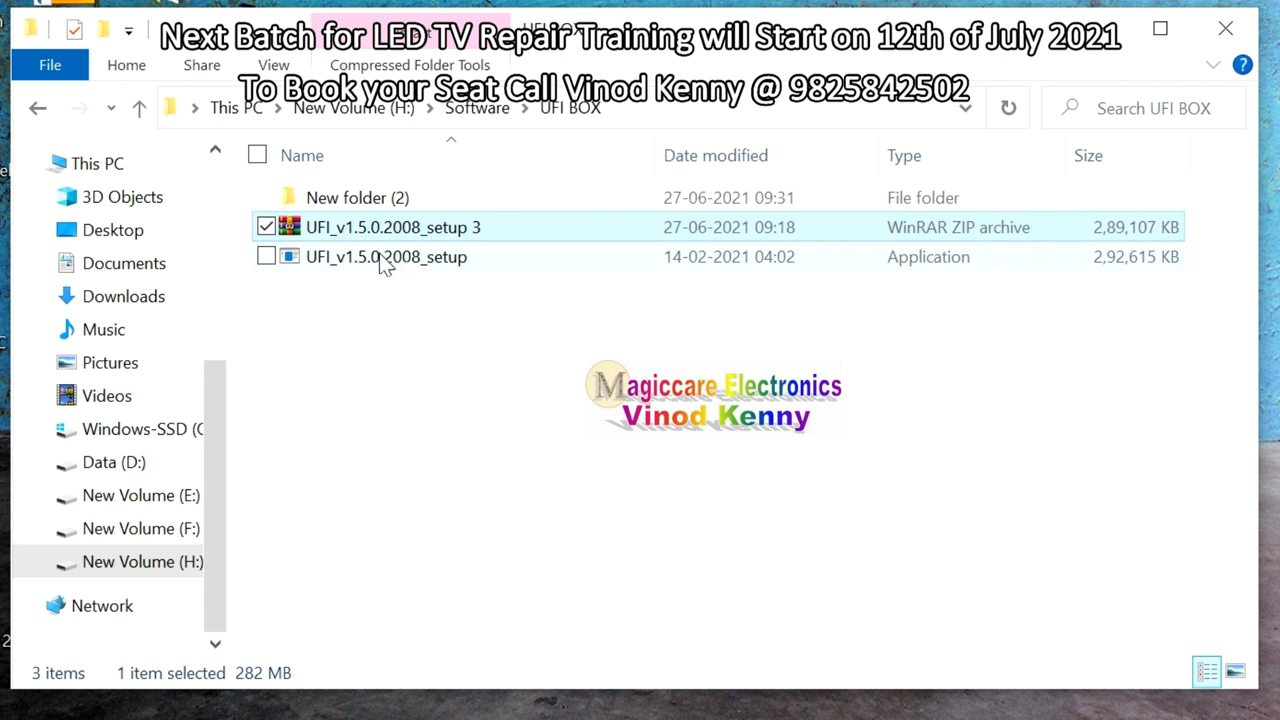 Next Batch for LED TV Repair Training will Start on 12th of July 2021
File Home Share View Compressed Folder Tools
To Book your Seat Call Vinod Kenny @ 9825842502
This PC New Volume (H:) Software UFI BOX Search UFI BOX
Name Date modified Type Size
New folder (2) 27-06-2021 09:31 File folder
UFI_v1.5.0.2008_setup 3 27-06-2021 09:18 WinRAR ZIP archive 2,89,107 KB
UFI_v1.5.0.2008_setup 14-02-2021 04:02 Application 2,92,615 KB
This PC
3D Objects
Desktop
Documents
Downloads
Music
Pictures
Videos
Windows-SSD (C
Data (D:)
New Volume (E:)
New Volume (F:)
New Volume (H:)
Network
Magiccare Electronics
Vinod Kenny
3 items 1 item selected 282 MB